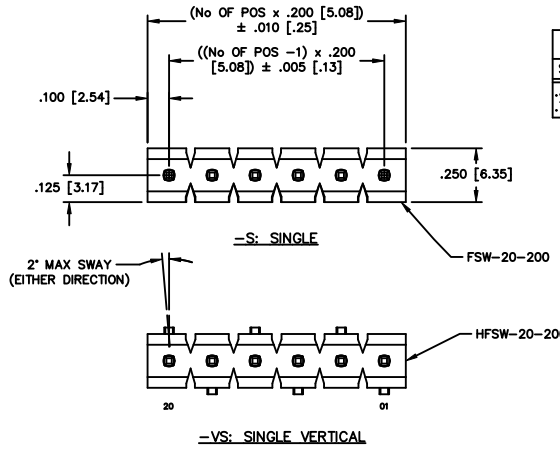 (No OF POS x .200 [5.08])
± .010 [.25]
((No OF POS -1) x .200
[5.08]) ± .005 [.13]
.100 [2.54]
.125 [3.17]
.250 [6.35]
-S: SINGLE
FSW-20-200
2° MAX SWAY
(EITHER DIRECTION)
HFSW-20-20
20
01
-VS: SINGLE VERTICAL